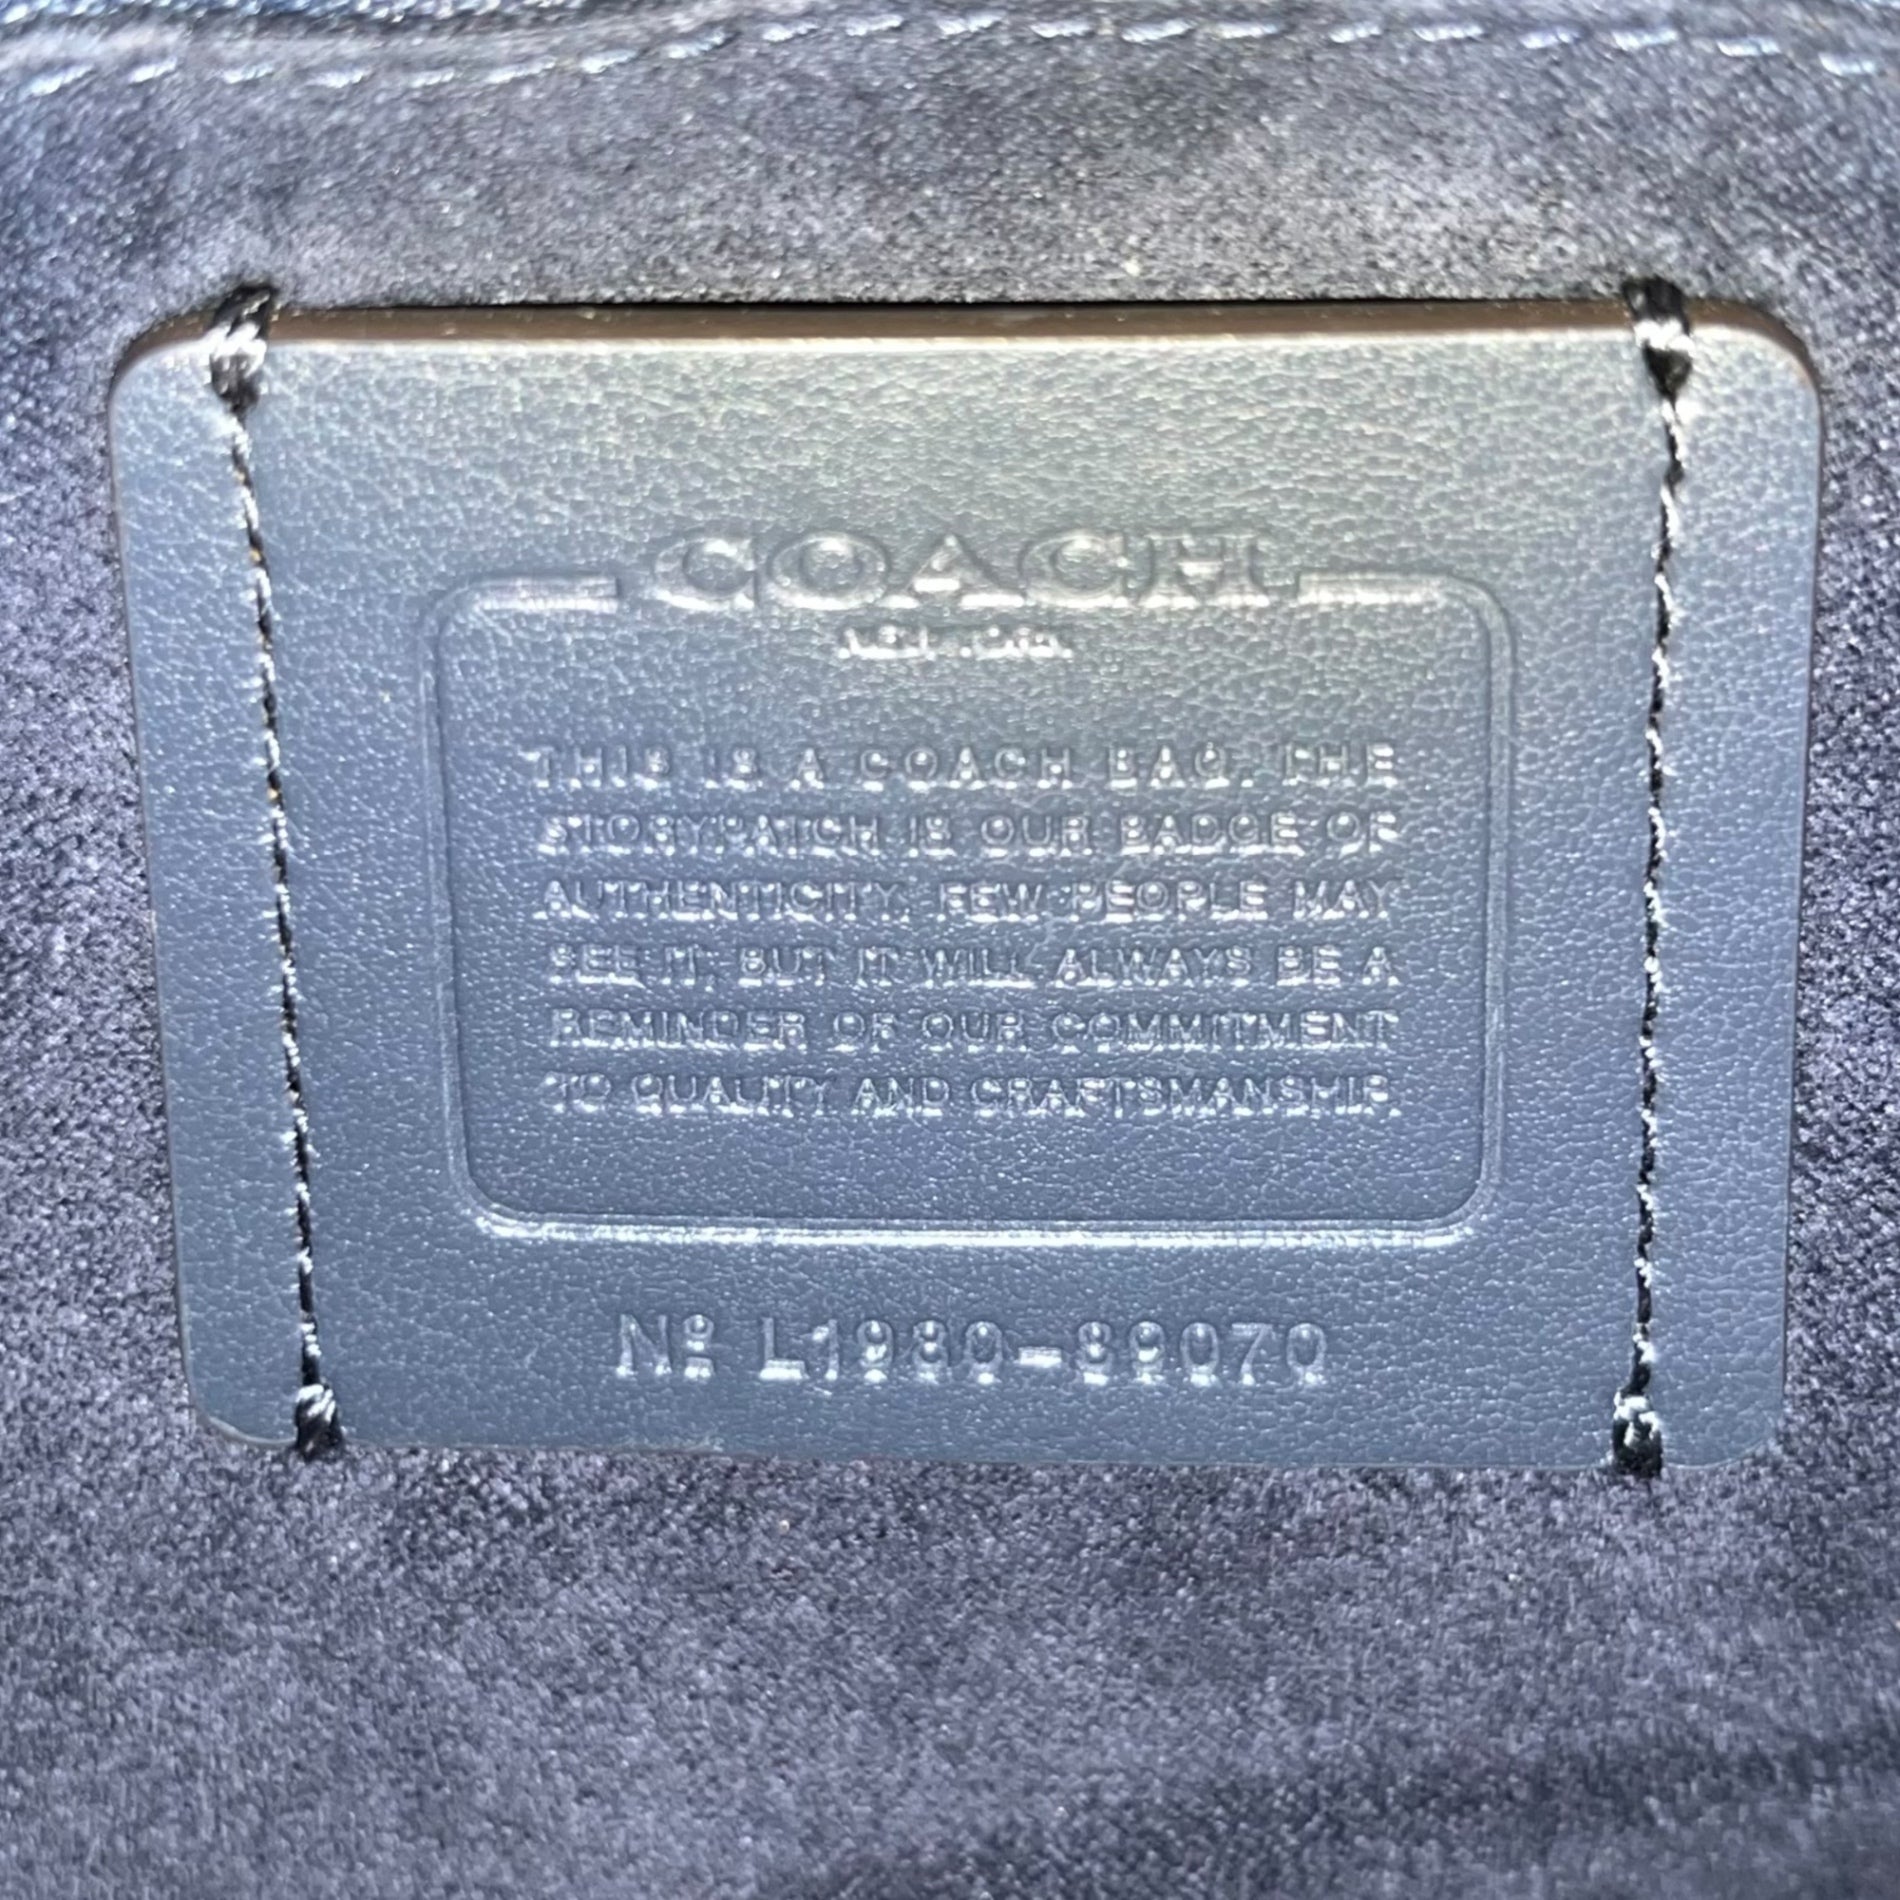 COACH
NEW YORK
THIS IS A COACH BAG. THE
STORYPATCH IS OUR BADGE OF
AUTHENTICITY. FEW PEOPLE MAY
SEE IT, BUT IT WILL ALWAYS BE A
REMINDER OF OUR COMMITMENT
TO QUALITY AND CRAFTSMANSHIP.
Nº L1980-89070